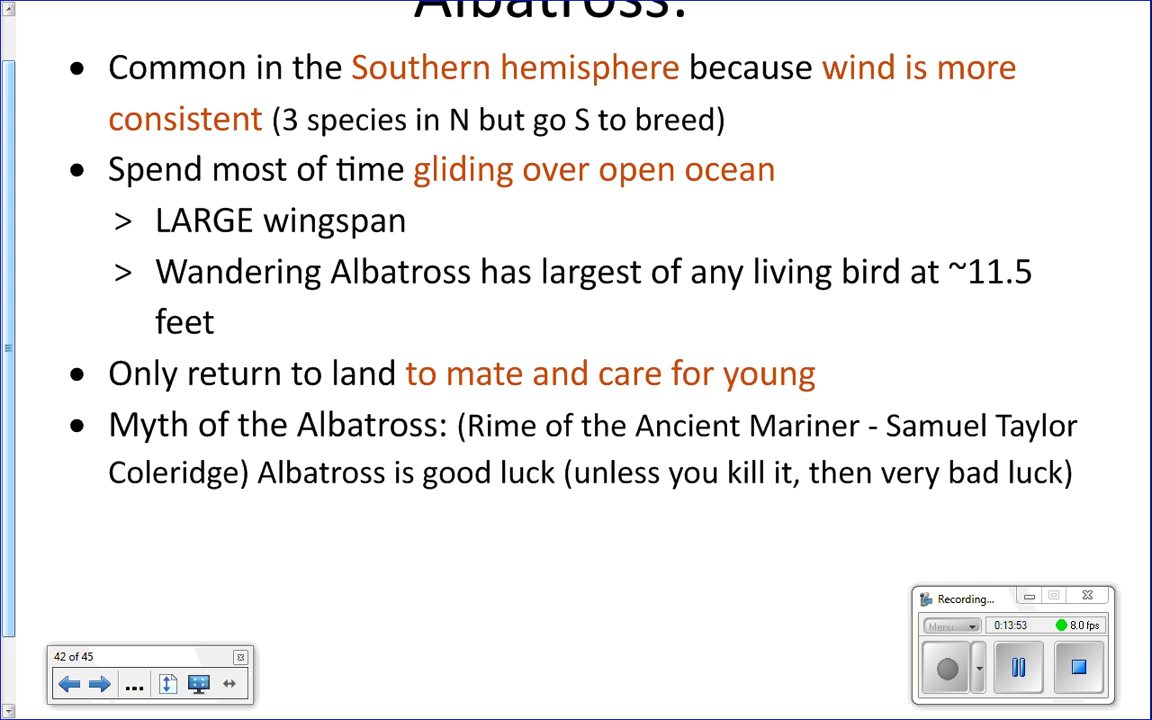 Albatross:
• Common in the Southern hemisphere because wind is more
consistent (3 species in N but go S to breed)
• Spend most of time gliding over open ocean
> LARGE wingspan
> Wandering Albatross has largest of any living bird at ~11.5
feet
• Only return to land to mate and care for young
• Myth of the Albatross: (Rime of the Ancient Mariner - Samuel Taylor
Coleridge) Albatross is good luck (unless you kill it, then very bad luck)
Recording...
Menu
0:13:53
8.0 fps
42 of 45
...